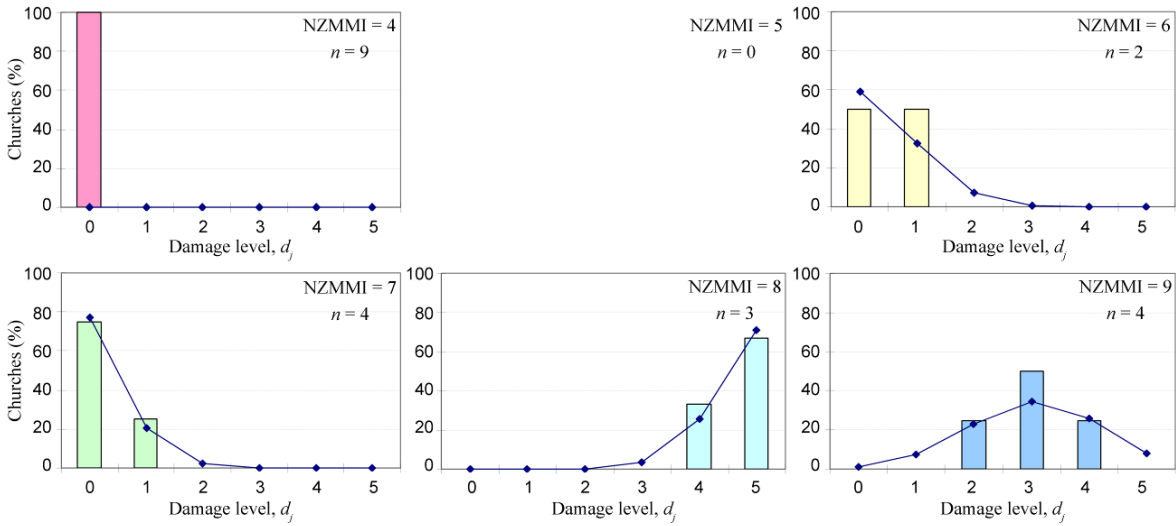 NZMMI = 4
n = 9
Churches (%)
100
80
60
40
20
0
0 1 2 3 4 5
Damage level, dj
NZMMI = 5
n = 0
NZMMI = 6
n = 2
100
80
60
40
20
0
0 1 2 3 4 5
Damage level, dj
NZMMI = 7
n = 4
Churches (%)
100
80
60
40
20
0
0 1 2 3 4 5
Damage level, dj
NZMMI = 8
n = 3
100
80
60
40
20
0
0 1 2 3 4 5
Damage level, dj
NZMMI = 9
n = 4
100
80
60
40
20
0
0 1 2 3 4 5
Damage level, dj